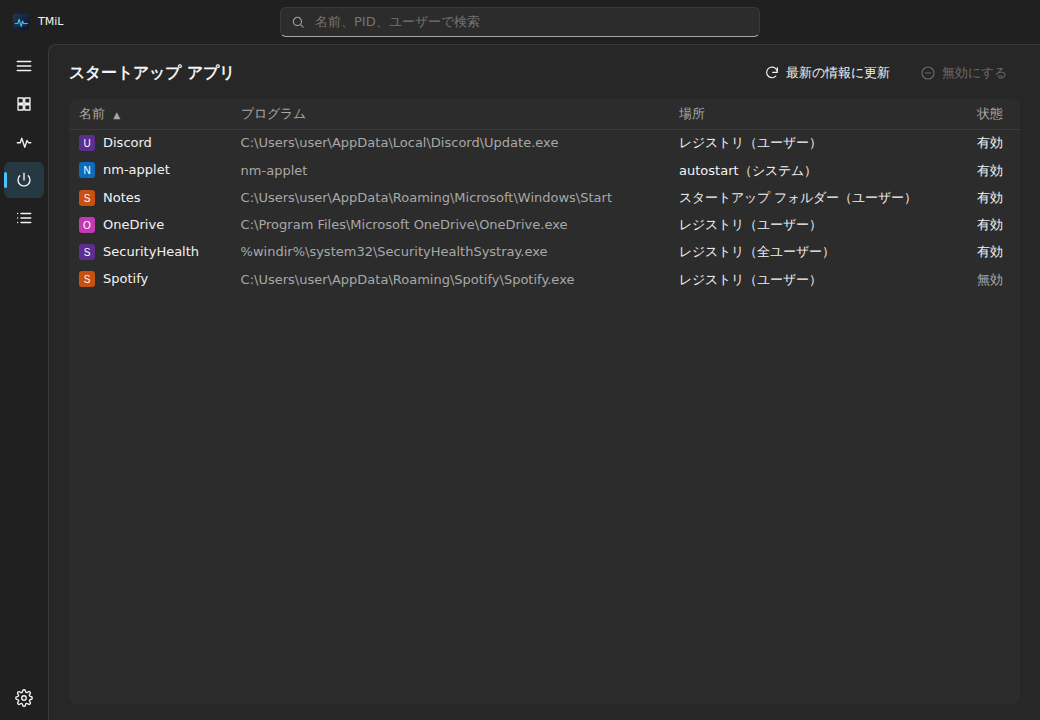 TMiL
名前、PID、ユーザーで検索
スタートアップ アプリ
最新の情報に更新
無効にする
名前 ▲ プログラム 場所 状態
U Discord C:\Users\user\AppData\Local\Discord\Update.exe レジストリ（ユーザー） 有効
N nm-applet nm-applet autostart（システム） 有効
S Notes C:\Users\user\AppData\Roaming\Microsoft\Windows\Start スタートアップ フォルダー（ユーザー） 有効
O OneDrive C:\Program Files\Microsoft OneDrive\OneDrive.exe レジストリ（ユーザー） 有効
S SecurityHealth %windir%\system32\SecurityHealthSystray.exe レジストリ（全ユーザー） 有効
S Spotify C:\Users\user\AppData\Roaming\Spotify\Spotify.exe レジストリ（ユーザー） 無効